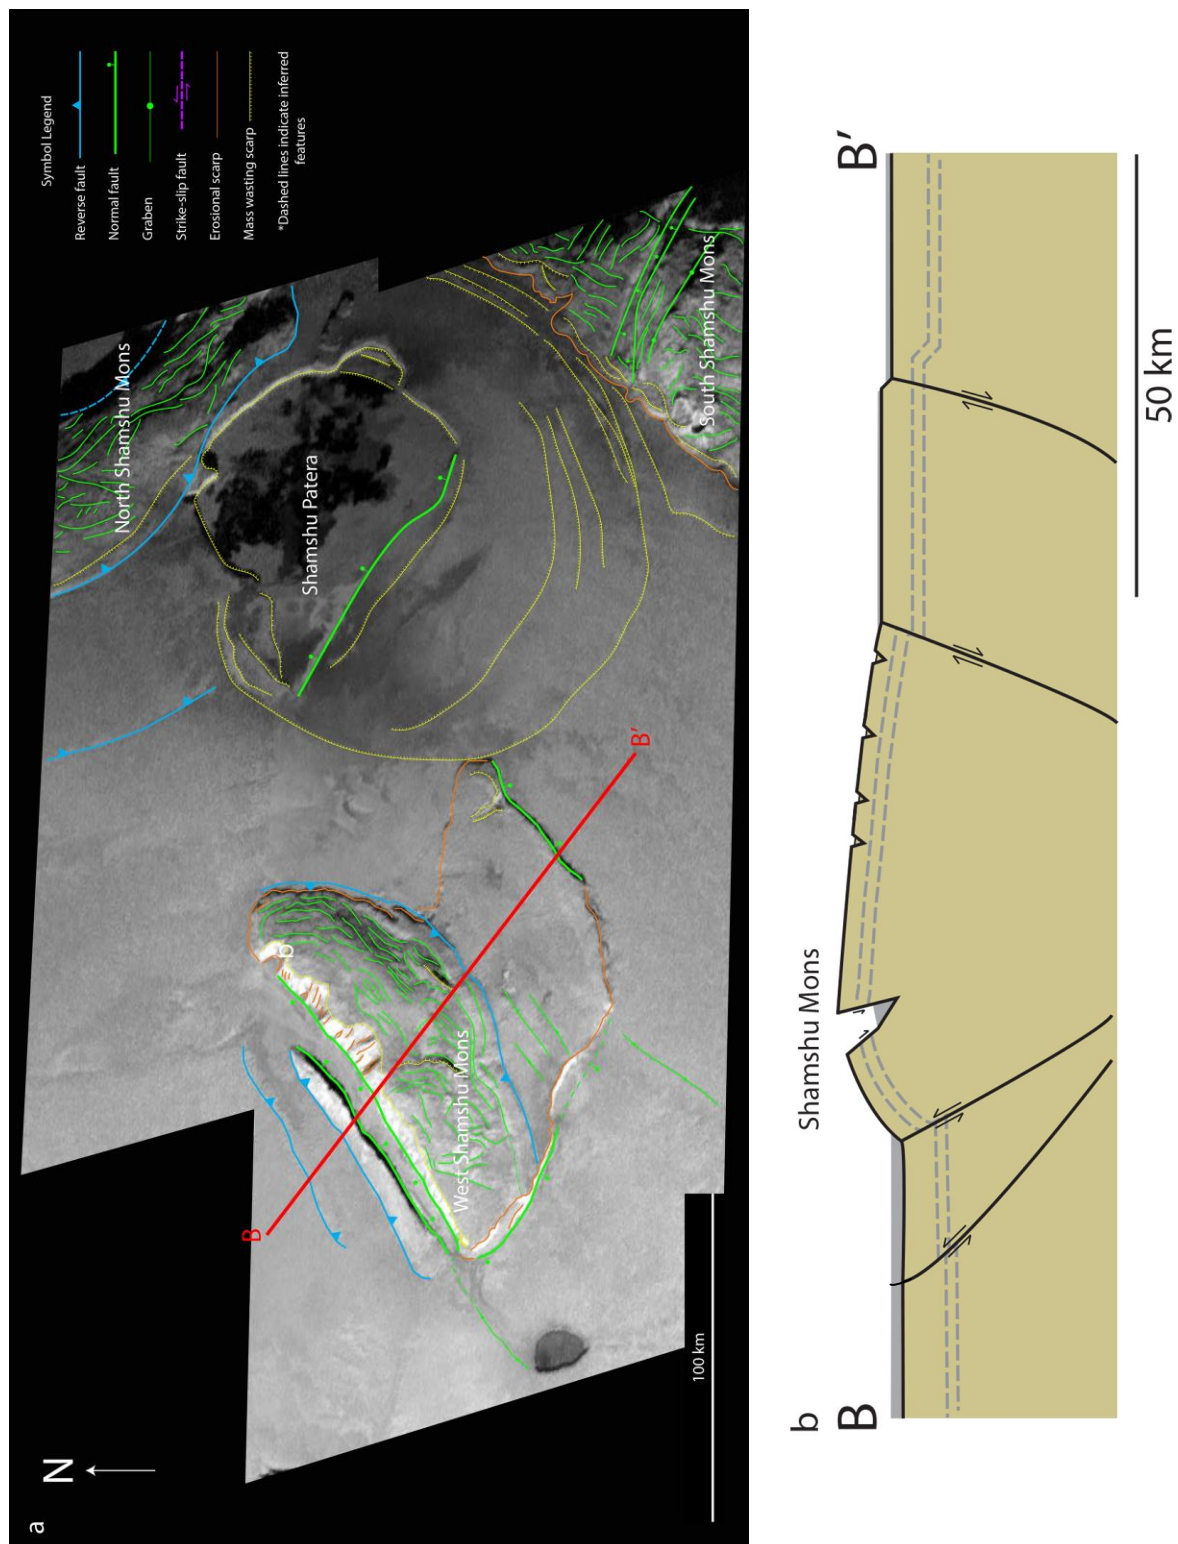 a
N
Symbol Legend
Reverse fault
Normal fault
Graben
Strike-slip fault
Erosional scarp
Mass wasting scarp
*Dashed lines indicate inferred
features
North Shamshu Mons
Shamshu Patera
South Shamshu Mons
West Shamshu Mons
b
B
B'
100 km
b
B
Shamshu Mons
B'
50 km